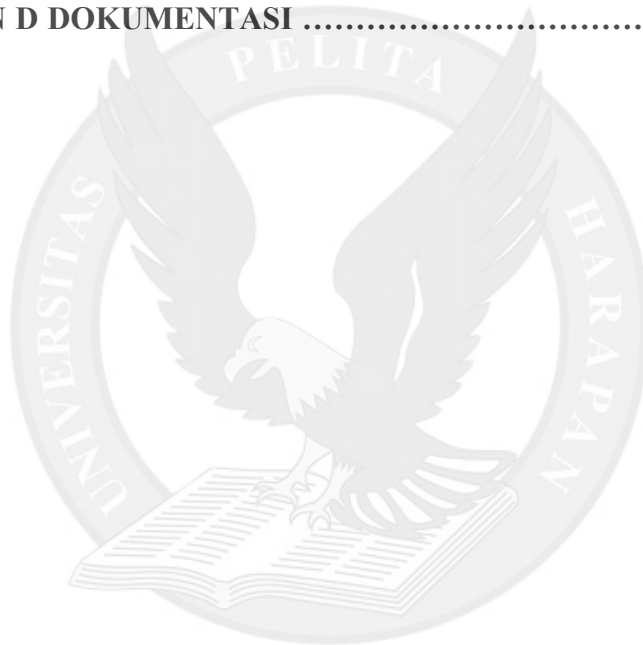 N D DOKUMENTASI …………………………….
UNIVERSITAS PELITA HARAPAN